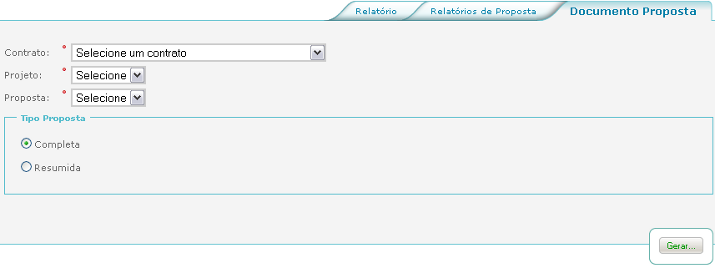 Relatório Relatórios de Proposta Documento Proposta
Contrato: * Selecione um contrato
Projeto: * Selecione
Proposta: * Selecione
Tipo Proposta
Completa
Resumida
Gerar...